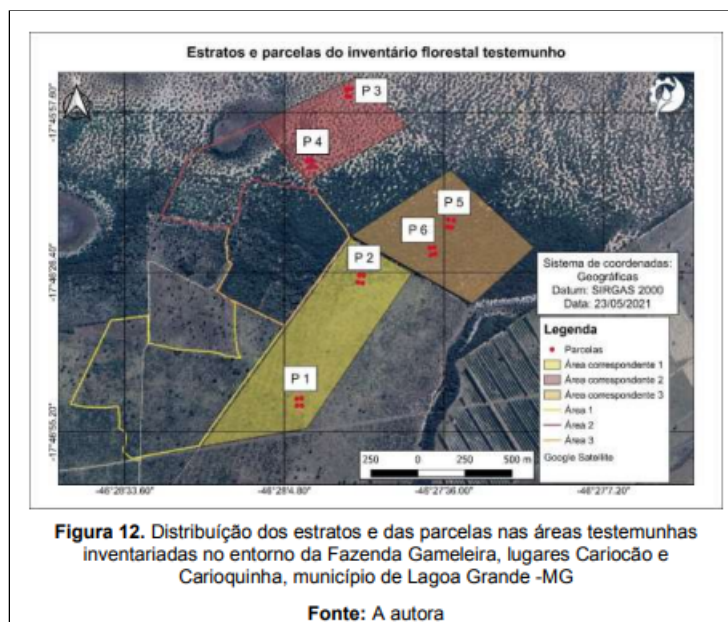 Estratos e parcelas do inventário florestal testemunho
P 3
-17°45'57.60"
P 4
P 5
P 6
P 2
-17°46'26.40"
Sistema de coordenadas:
Geográficas
Datum: SIRGAS 2000
Data: 23/05/2021
Legenda
Parcelas
Área correspondente 1
Área correspondente 2
Área correspondente 3
Área 1
Área 2
Área 3
Google Satellite
P 1
-17°46'55.20"
250 0 250 500 m
-46°28'33.60" -46°28'4.80" -46°27'36.00" -46°27'7.20"
Figura 12. Distribuíção dos estratos e das parcelas nas áreas testemunhas
inventariadas no entorno da Fazenda Gameleira, lugares Cariocão e
Carioquinha, município de Lagoa Grande -MG
Fonte: A autora